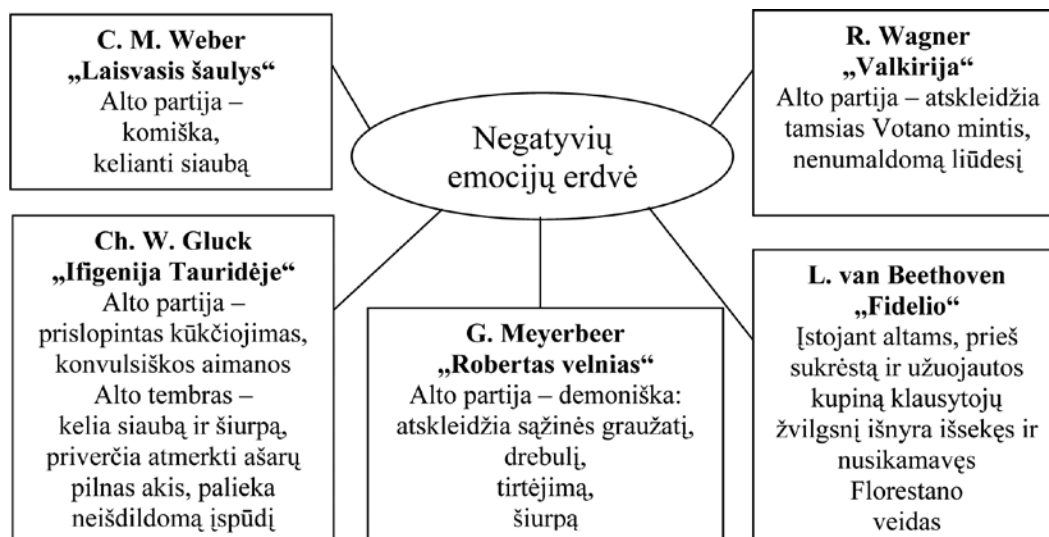 C. M. Weber
„Laisvasis šaulys“
Alto partija –
komiška,
kelianti siaubą
Negatyvių
emocijų erdvė
R. Wagner
„Valkirija“
Alto partija – atskleidžia
tamsias Votano mintis,
nenumaldomą liūdesį
Ch. W. Gluck
„Ifigenija Tauridėje“
Alto partija –
prislopintas kūkčiojimas,
konvulsiškos aimanos
Alto tembras –
kelia siaubą ir šiurpą,
priverčia atmerkti ašarų
pilnas akis, palieka
neišdildomą įspūdį
G. Meyerbeer
„Robertas velnias“
Alto partija – demoniška:
atskleidžia sąžinės graužatį,
drebulį,
tirtėjimą,
šiurpą
L. van Beethoven
„Fidelio“
Įstojant altams, prieš
sukrėstą ir užuojautos
kupiną klausytojų
žvilgsnį išnyra išsekęs ir
nusikamavęs
Florestano
veidas